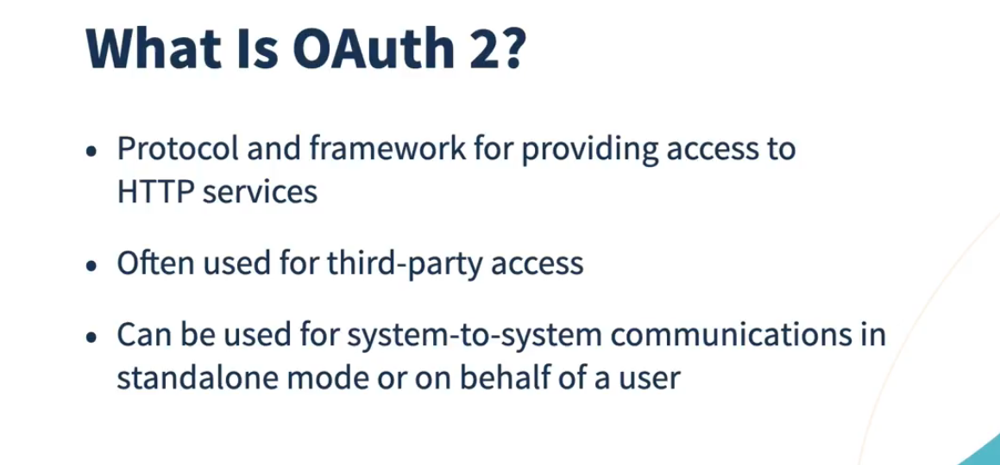 What Is OAuth 2?
• Protocol and framework for providing access to
HTTP services
• Often used for third-party access
• Can be used for system-to-system communications in
standalone mode or on behalf of a user